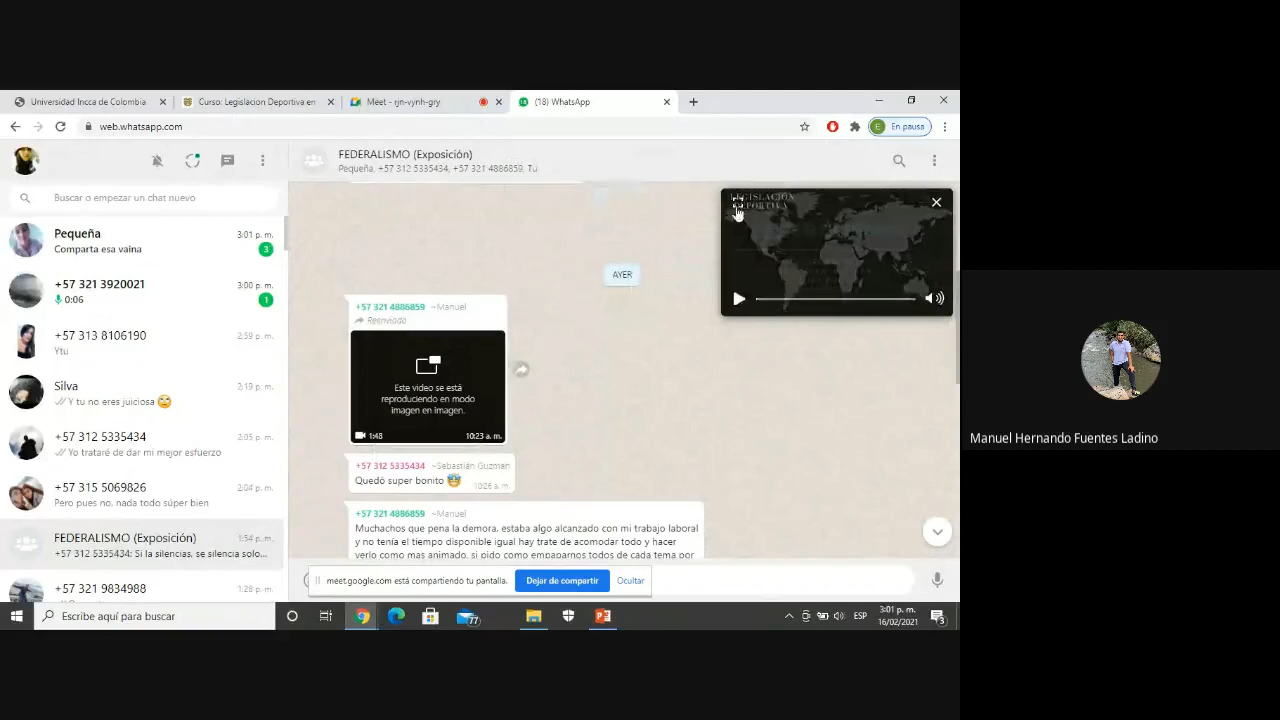 Universidad Incca de Colombia
Curso: Legislacion Deportiva en
Meet - rjn-vynh-gry
(18) WhatsApp
web.whatsapp.com
E En pausa
FEDERALISMO (Exposición)
Pequeña, +57 312 5335434, +57 321 4886859, Tú
Buscar o empezar un chat nuevo
Pequeña
3:01 p. m.
Comparta esa vaina
3
+57 321 3920021
3:00 p. m.
0:06
1
+57 313 8106190
2:59 p. m.
Ytu
Silva
2:19 p. m.
Y tu no eres juiciosa
+57 312 5335434
2:05 p. m.
Yo trataré de dar mi mejor esfuerzo
+57 315 5069826
2:04 p. m.
Pero pues no, nada todo súper bien
FEDERALISMO (Exposición)
1:54 p. m.
+57 312 5335434: Si la silencias, se silencia solo...
+57 321 9834988
1:28 p. m.
LEGISLACIÓN
DEPORTIVA
AYER
+57 321 4886859 ~Manuel
Reenviado
Este video se está
reproduciendo en modo
imagen en imagen.
1:48
10:23 a. m.
+57 312 5335434 ~Sebastián Guzman
Quedó super bonito
10:26 a. m.
+57 321 4886859 ~Manuel
Muchachos que pena la demora, estaba algo alcanzado con mi trabajo laboral
y no tenía el tiempo disponible igual hay trate de acomodar todo y hacer
verlo como mas animado, si pido como empaparnos todos de cada tema por
meet.google.com está compartiendo tu pantalla.
Dejar de compartir
Ocultar
Escribe aquí para buscar
77
ESP
3:01 p. m.
16/02/2021
3
Manuel Hernando Fuentes Ladino